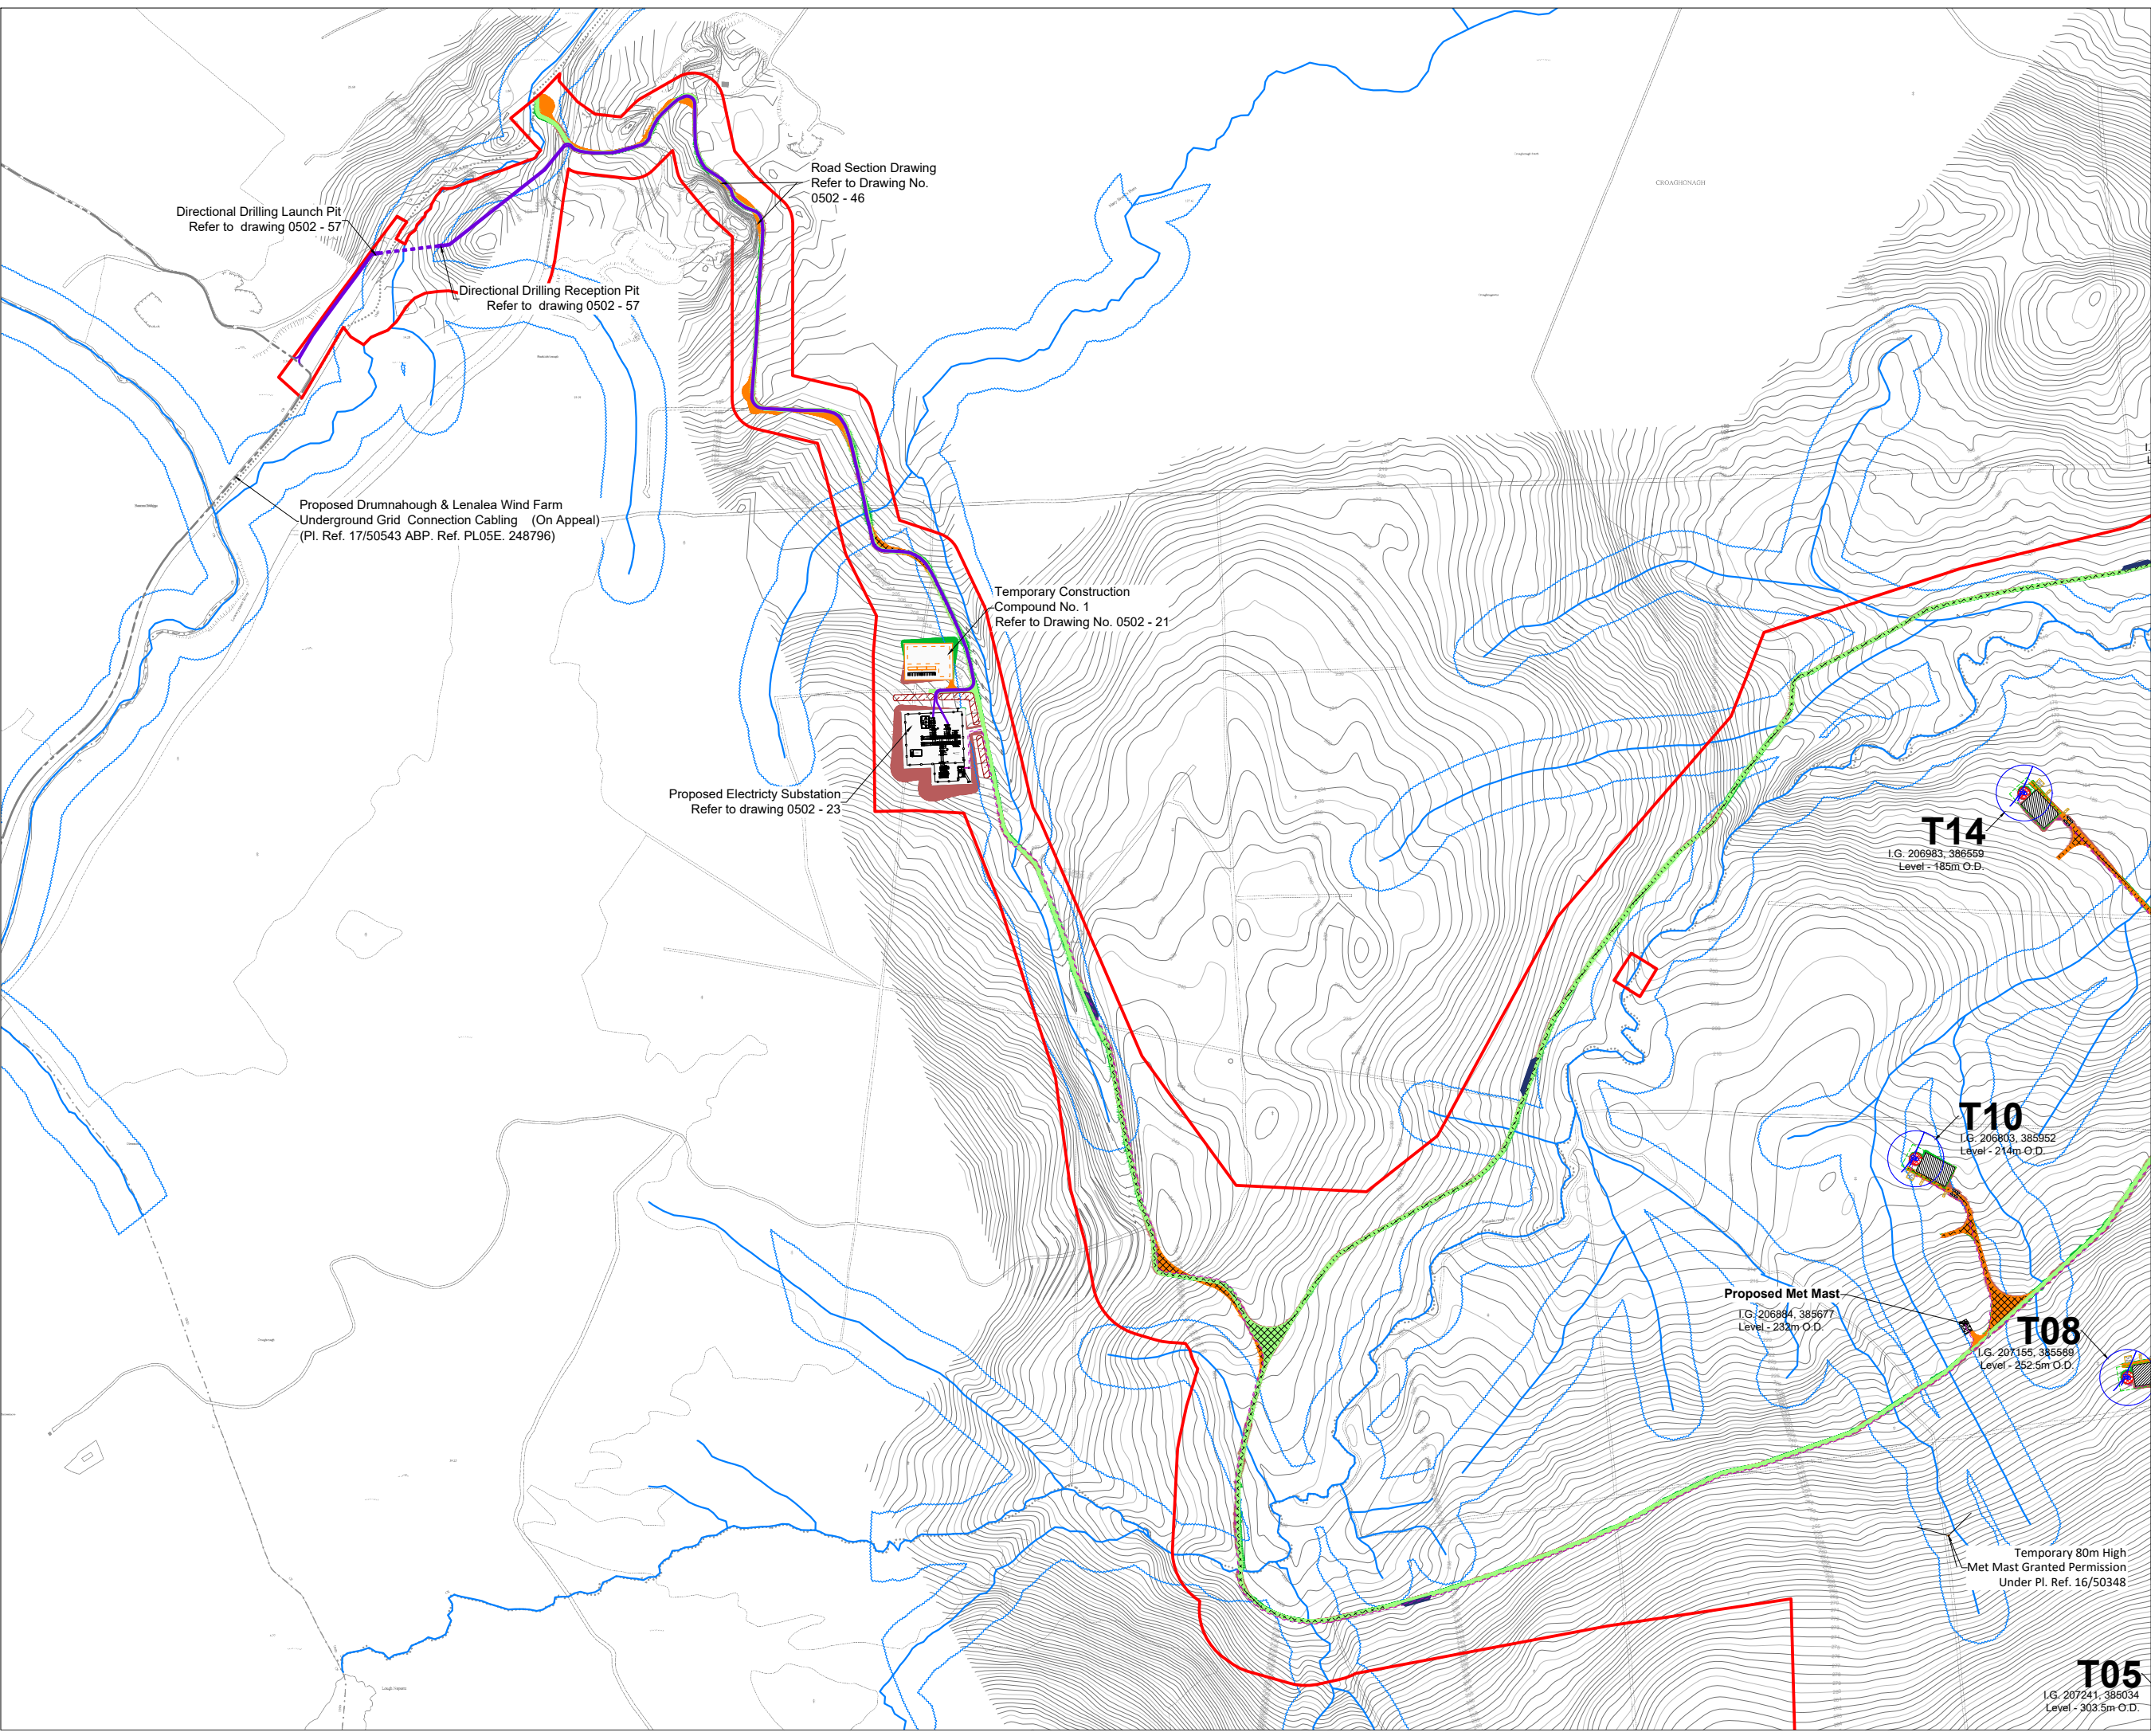 CROAGHONAGH
Road Section Drawing
Refer to Drawing No.
0502 - 46
Directional Drilling Launch Pit
Refer to drawing 0502 - 57
Directional Drilling Reception Pit
Refer to drawing 0502 - 57
Proposed Drumnahough & Lenalea Wind Farm
Underground Grid Connection Cabling (On Appeal)
(Pl. Ref. 17/50543 ABP. Ref. PL05E. 248796)
Temporary Construction
Compound No. 1
Refer to Drawing No. 0502 - 21
Proposed Electricty Substation
Refer to drawing 0502 - 23
T14
I.G. 206983, 386559
Level - 185m O.D.
T10
I.G. 206803, 385952
Level - 214m O.D.
Proposed Met Mast
I.G. 206884, 385677
Level - 232m O.D.
T08
I.G. 207155, 385589
Level - 252.5m O.D.
Temporary 80m High
Met Mast Granted Permission
Under Pl. Ref. 16/50348
T05
I.G. 207241, 385034
Level - 303.5m O.D.